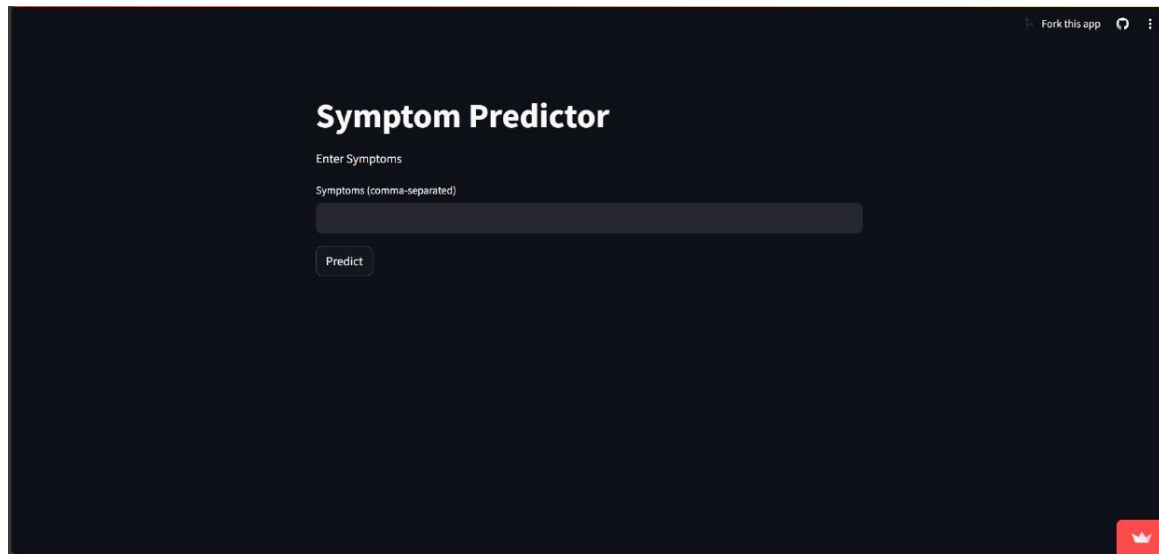 Fork this app
Symptom Predictor
Enter Symptoms
Symptoms (comma-separated)
Predict